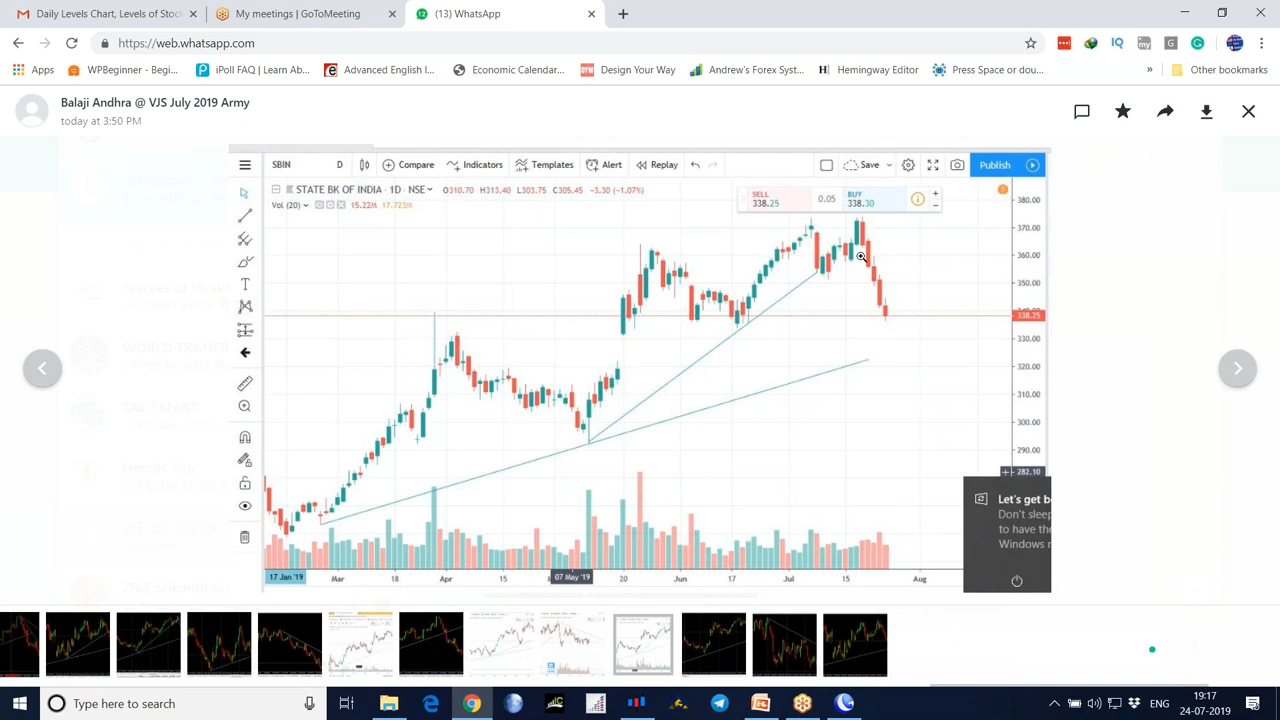 Daily Levels, Charts, Levels of Stock
My meetings | GoToMeeting
(13) WhatsApp
https://web.whatsapp.com
Apps
WPBeginner - Begi...
iPoll FAQ | Learn Ab...
Advanced English I...
Economic Calendar...
Design Your Way
Andrew's Forex Syst...
Hemingway Editor
Press Space or dou...
»
Other bookmarks
Balaji Andhra @ VJS July 2019 Army
today at 3:50 PM
SBIN
D
Compare
Indicators
Templates
Alert
Replay
Save
Publish
STATE BK OF INDIA · 1D · NSE
O310.70 H313.40 L303.75 C305.45 -3.30 (-1.07%)
Vol (20) 15.22M 17.723M
SELL
338.25
0.05
BUY
338.30
380.00
370.00
360.00
350.00
338.25
330.00
320.00
310.00
300.00
290.00
282.10
17 Jan '19
Mar
18
Apr
15
07 May '19
20
Jun
17
Jul
15
Aug
Let's get b
Don't sleep
to have the
Windows
WORLD TRADER
Type here to search
ENG
19:17
24-07-2019